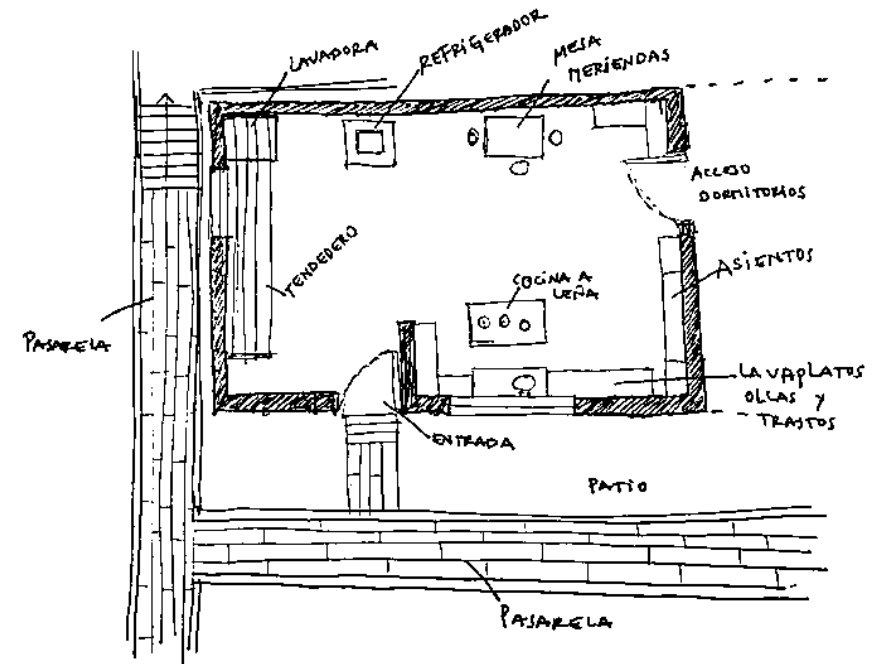 LAVADORA
REFRIGERADOR
MESA
MERIENDAS
ACCESO
DORMITORIOS
TENDEDERO
COCINA A
LEÑA
ASIENTOS
PASARELA
LAVAPLATOS
OLLAS Y
TRASTOS
ENTRADA
PATIO
PASARELA